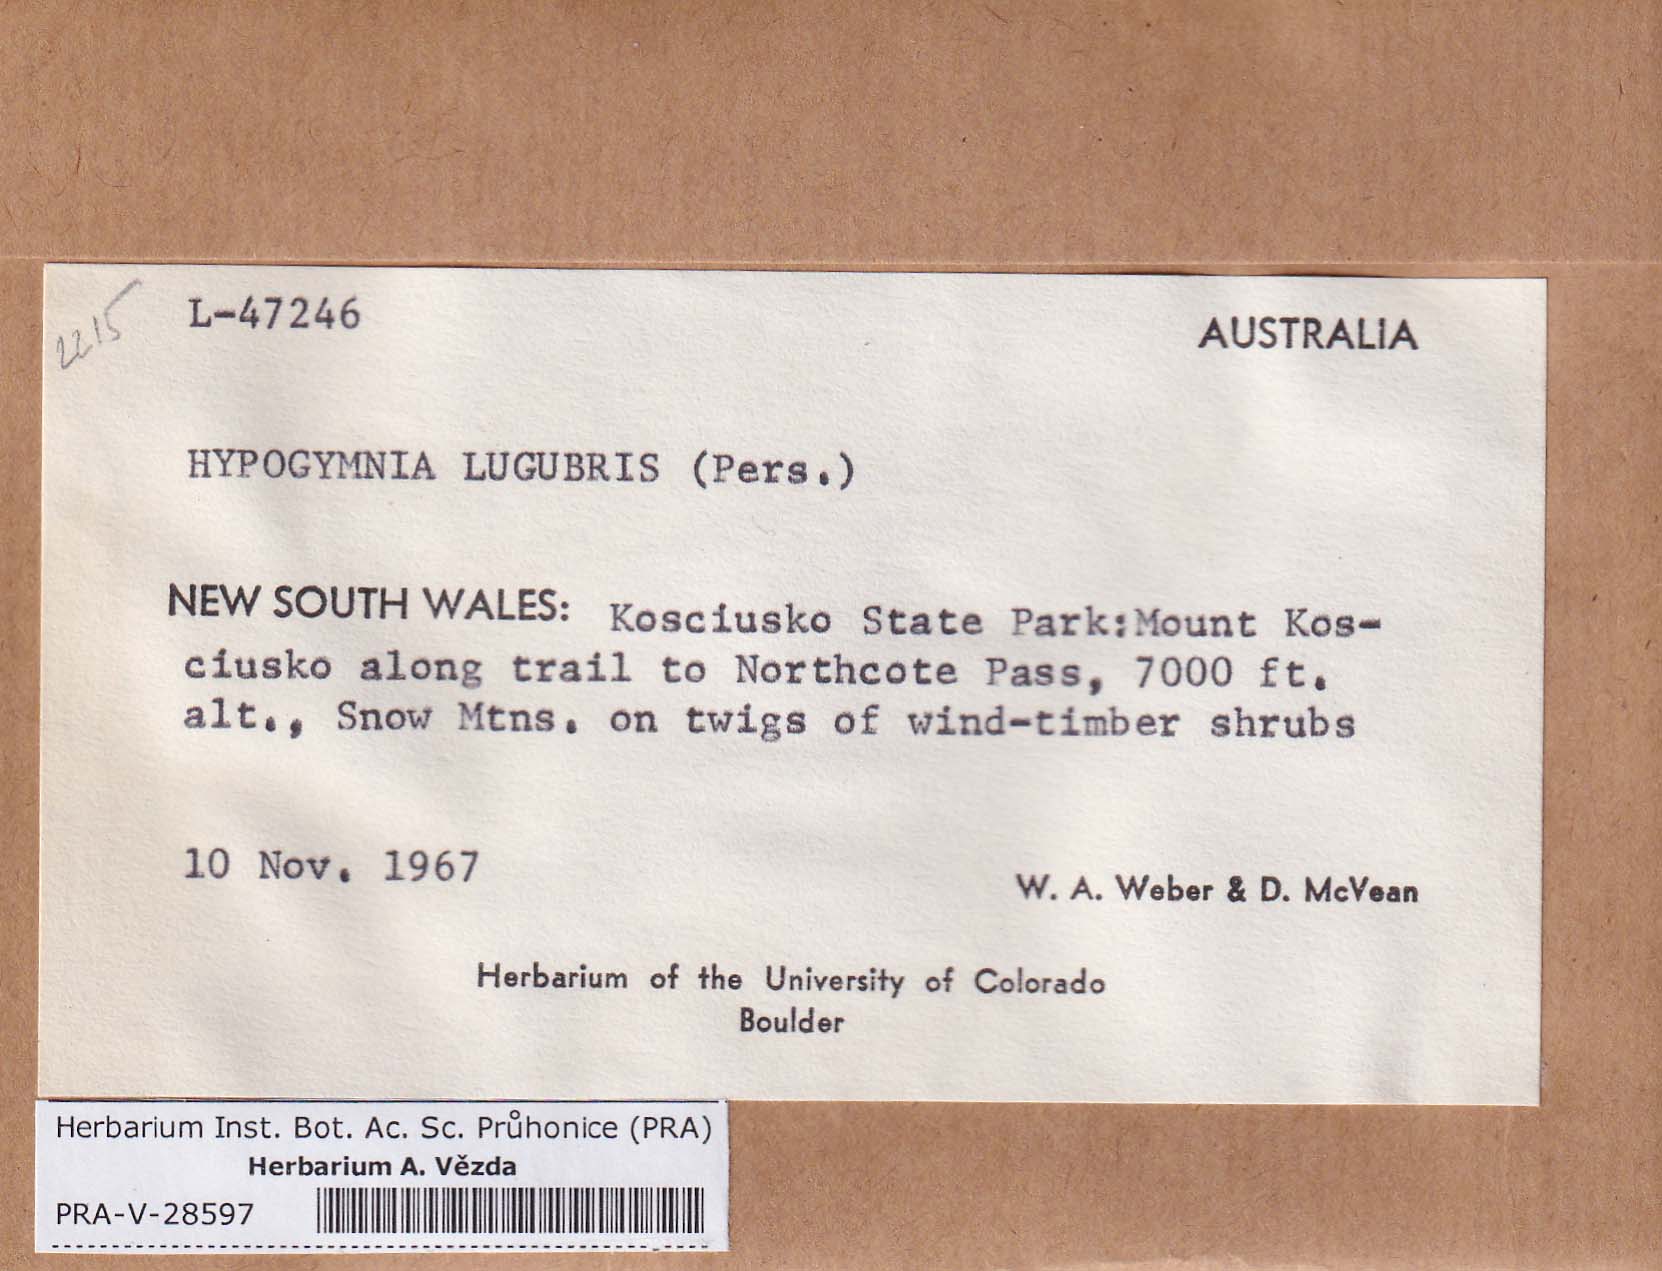 2215
L-47246
AUSTRALIA
HYPOGYMNIA LUGUBRIS (Pers.)
NEW SOUTH WALES: Kosciusko State Park:Mount Kos-
ciusko along trail to Northcote Pass, 7000 ft.
alt., Snow Mtns. on twigs of wind-timber shrubs
10 Nov. 1967
W. A. Weber & D. McVean
Herbarium of the University of Colorado
Boulder
Herbarium Inst. Bot. Ac. Sc. Průhonice (PRA)
Herbarium A. Vězda
PRA-V-28597